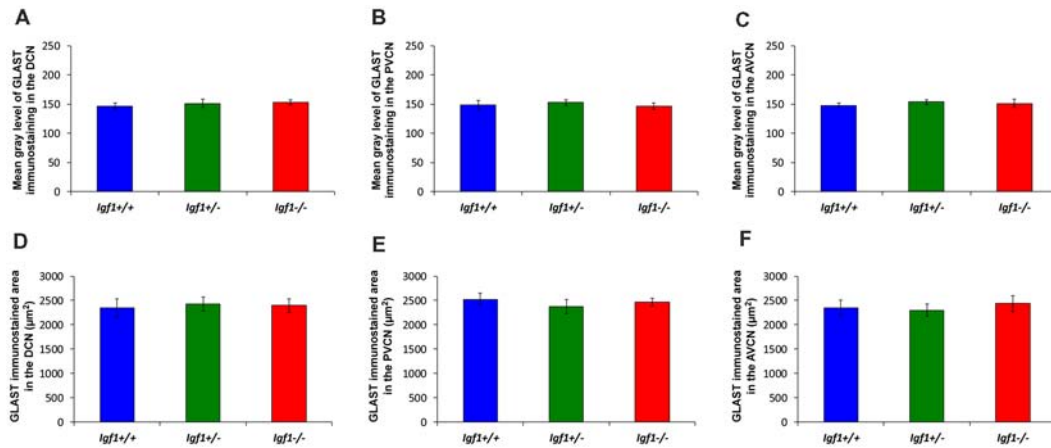 A
Mean gray level of GLAST
immunostaining in the DCN
250
200
150
100
50
0
Igf1+/+ Igf1+/- Igf1-/-
B
Mean gray level of GLAST
immunostaining in the PVCN
250
200
150
100
50
0
Igf1+/+ Igf1+/- Igf1-/-
C
Mean gray level of GLAST
immunostaining in the AVCN
250
200
150
100
50
0
Igf1+/+ Igf1+/- Igf1-/-
D
GLAST immunostained area
in the DCN (µm²)
3000
2500
2000
1500
1000
500
0
Igf1+/+ Igf1+/- Igf1-/-
E
GLAST immunostained area
in the PVCN (µm²)
3000
2500
2000
1500
1000
500
0
Igf1+/+ Igf1+/- Igf1-/-
F
GLAST immunostained area
in the AVCN (µm²)
3000
2500
2000
1500
1000
500
0
Igf1+/+ Igf1+/- Igf1-/-